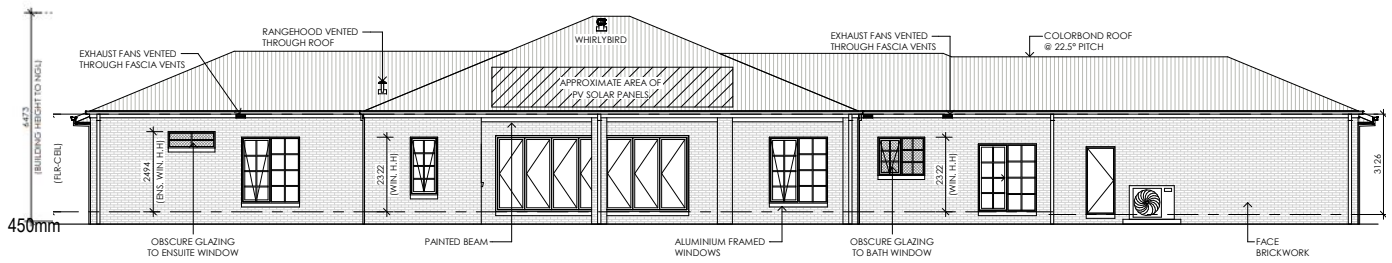 RANGEHOOD VENTED
THROUGH ROOF
WHIRLYBIRD
EXHAUST FANS VENTED
THROUGH FASCIA VENTS
COLORBOND ROOF
@ 22.5° PITCH
EXHAUST FANS VENTED
THROUGH FASCIA VENTS
APPROXIMATE AREA OF
PV SOLAR PANELS
6473
(BUILDING HEIGHT TO NGL)
(FLR-CEIL)
2494
(ENS. WIN. H.H)
2322
(WIN. H.H)
2322
(WIN. H.H)
3126
450mm
OBSCURE GLAZING
TO ENSUITE WINDOW
PAINTED BEAM
ALUMINIUM FRAMED
WINDOWS
OBSCURE GLAZING
TO BATH WINDOW
FACE
BRICKWORK